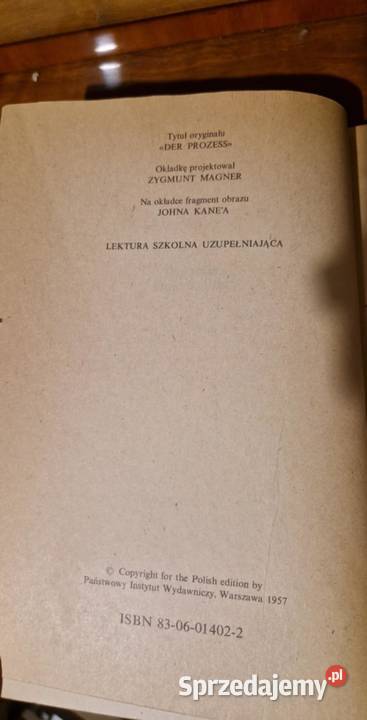 Tytuł oryginału
«DER PROZESS»
Okładkę projektował
ZYGMUNT MAGNER
Na okładce fragment obrazu
JOHNA KANE'A
LEKTURA SZKOLNA UZUPEŁNIAJĄCA
© Copyright for the Polish edition by
Państwowy Instytut Wydawniczy, Warszawa 1957
ISBN 83-06-01402-2
Sprzedajemy.pl